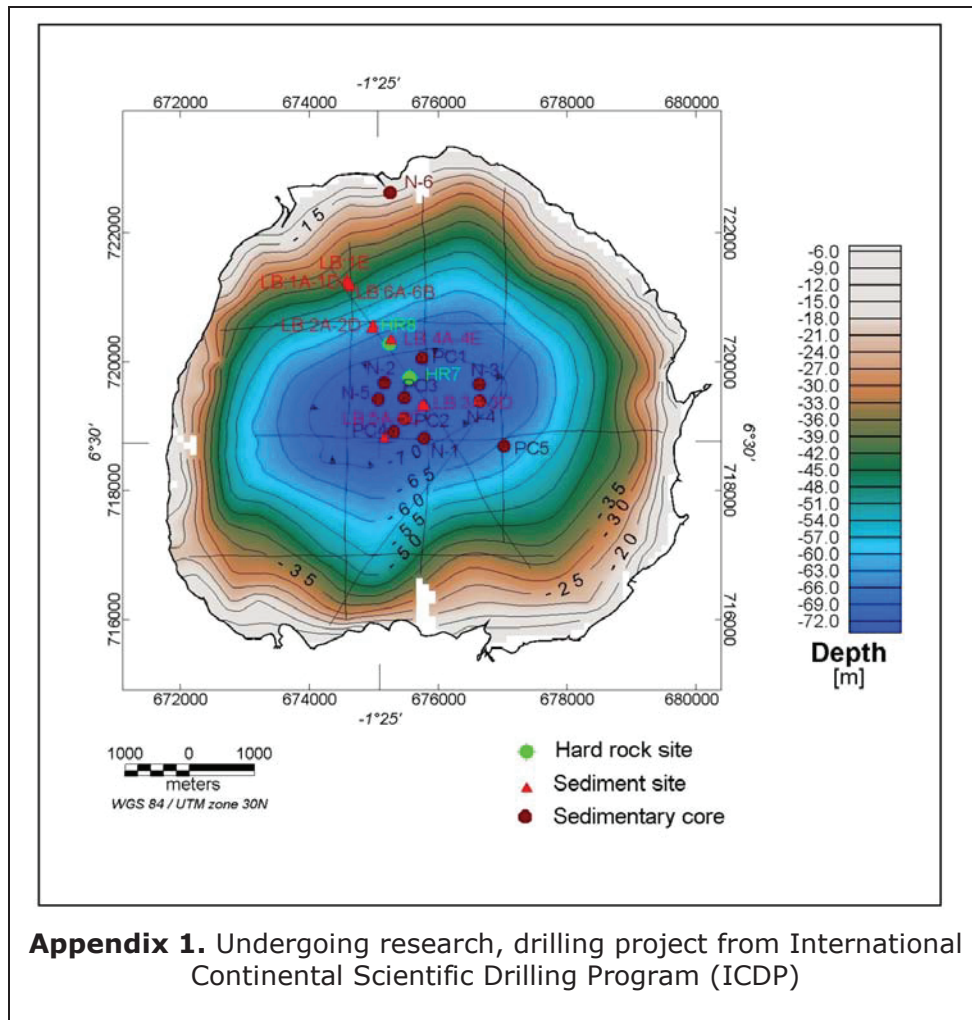 -1°25'
672000 674000 676000 678000 680000
N-6
-15
722000 722000
LB 1E
LB 1A-1D
LB 6A-6B
LB 2A-2D HR8
LB 4A-4E
720000 720000
PC1
N-2 HR7 N-3
N-5 PC3
LB 3A-3D
LB 5A
PC2 N-4
PC4
6°30' N-1 PC5 6°30'
-70
-65
718000 718000
-60
-55
-50
-35
-30
-20
-35 -25
716000 716000
672000 674000 676000 678000 680000
-1°25'
-6.0
-9.0
-12.0
-15.0
-18.0
-21.0
-24.0
-27.0
-30.0
-33.0
-36.0
-39.0
-42.0
-45.0
-48.0
-51.0
-54.0
-57.0
-60.0
-63.0
-66.0
-69.0
-72.0
Depth
[m]
1000 0 1000
meters
WGS 84 / UTM zone 30N
Hard rock site
Sediment site
Sedimentary core
Appendix 1. Undergoing research, drilling project from International
Continental Scientific Drilling Program (ICDP)